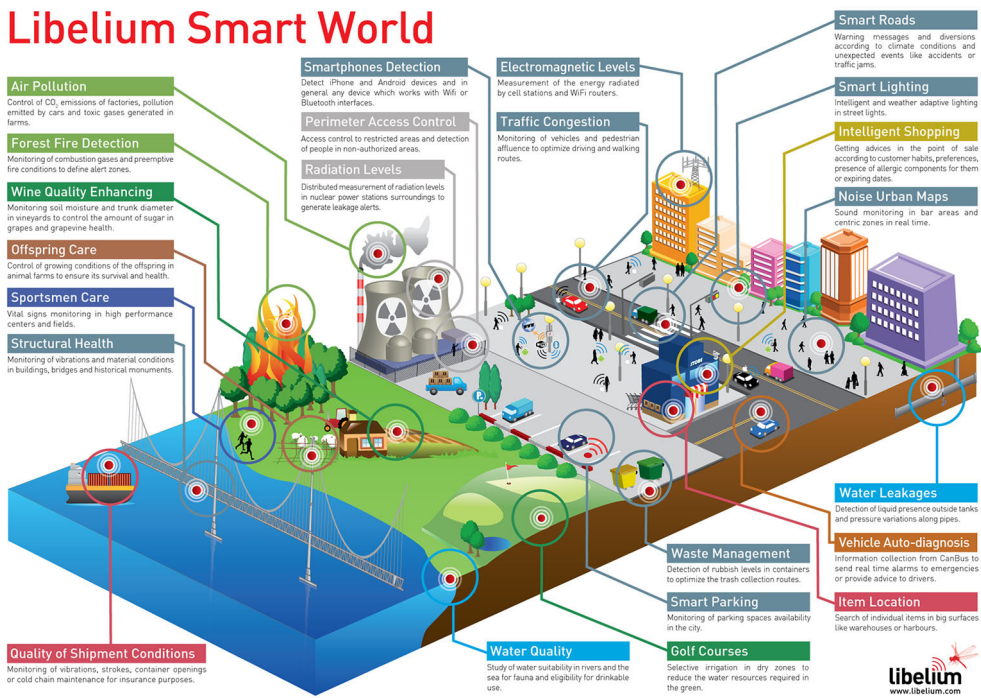 Libelium Smart World
Air Pollution
Control of CO₂ emissions of factories, pollution
emitted by cars and toxic gases generated in
farms.
Forest Fire Detection
Monitoring of combustion gases and preemptive
fire conditions to define alert zones.
Wine Quality Enhancing
Monitoring soil moisture and trunk diameter
in vineyards to control the amount of sugar in
grapes and grapevine health.
Offspring Care
Control of growing conditions of the offspring in
animal farms to ensure its survival and health.
Sportsmen Care
Vital signs monitoring in high performance
centers and fields.
Structural Health
Monitoring of vibrations and material conditions
in buildings, bridges and historical monuments.
Quality of Shipment Conditions
Monitoring of vibrations, strokes, container openings
or cold chain maintenance for insurance purposes.
Smartphones Detection
Detect iPhone and Android devices and in
general any device which works with Wifi or
Bluetooth interfaces.
Perimeter Access Control
Access control to restricted areas and detection
of people in non-authorized areas.
Radiation Levels
Distributed measurement of radiation levels
in nuclear power stations surroundings to
generate leakage alerts.
Electromagnetic Levels
Measurement of the energy radiated
by cell stations and WiFi routers.
Traffic Congestion
Monitoring of vehicles and pedestrian
affluence to optimize driving and walking
routes.
Smart Roads
Warning messages and diversions
according to climate conditions and
unexpected events like accidents or
traffic jams.
Smart Lighting
Intelligent and weather adaptive lighting
in street lights.
Intelligent Shopping
Getting advices in the point of sale
according to customer habits, preferences,
presence of allergic components for them
or expiring dates.
Noise Urban Maps
Sound monitoring in bar areas and
centric zones in real time.
P
Water Leakages
Detection of liquid presence outside tanks
and pressure variations along pipes.
Vehicle Auto-diagnosis
Information collection from CanBus to
send real time alarms to emergencies
or provide advice to drivers.
Item Location
Search of individual items in big surfaces
like warehouses or harbours.
Waste Management
Detection of rubbish levels in containers
to optimize the trash collection routes.
Smart Parking
Monitoring of parking spaces availability
in the city.
Golf Courses
Selective irrigation in dry zones to
reduce the water resources required in
the green.
Water Quality
Study of water suitability in rivers and the
sea for fauna and eligibility for drinkable
use.
libelium
www.libelium.com